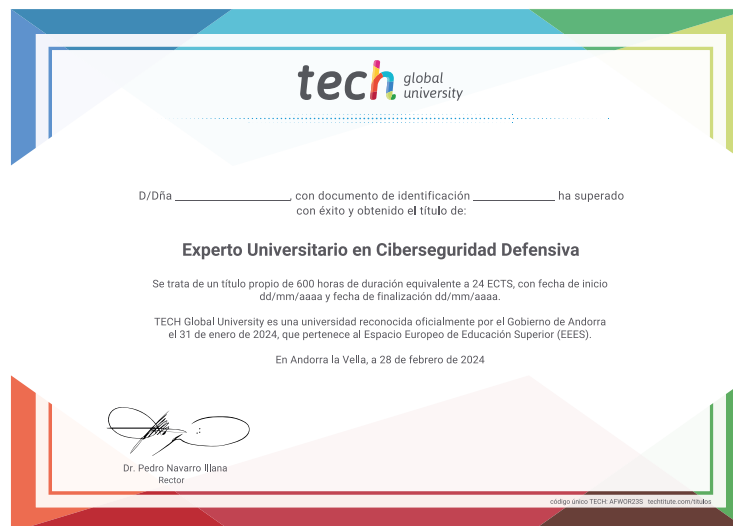 tech global university
D/Dña ____________________, con documento de identificación ______________ ha superado
con éxito y obtenido el título de:
Experto Universitario en Ciberseguridad Defensiva
Se trata de un título propio de 600 horas de duración equivalente a 24 ECTS, con fecha de inicio
dd/mm/aaaa y fecha de finalización dd/mm/aaaa.
TECH Global University es una universidad reconocida oficialmente por el Gobierno de Andorra
el 31 de enero de 2024, que pertenece al Espacio Europeo de Educación Superior (EEES).
En Andorra la Vella, a 28 de febrero de 2024
Dr. Pedro Navarro Illana
Rector
código único TECH: AFWOR23S techtitute.com/titulos